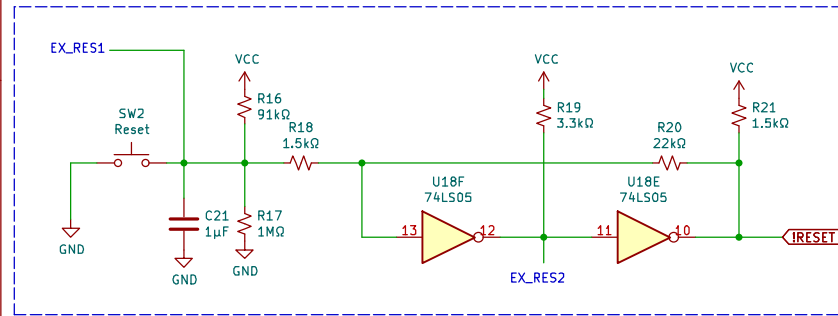 EX_RES1
VCC
R16
91kΩ
SW2
Reset
R18
1.5kΩ
VCC
R19
3.3kΩ
VCC
R21
1.5kΩ
R20
22kΩ
U18F
74LS05
U18E
74LS05
C21
1μF
R17
1MΩ
13
12
11
10
!RESET
GND
GND
GND
EX_RES2